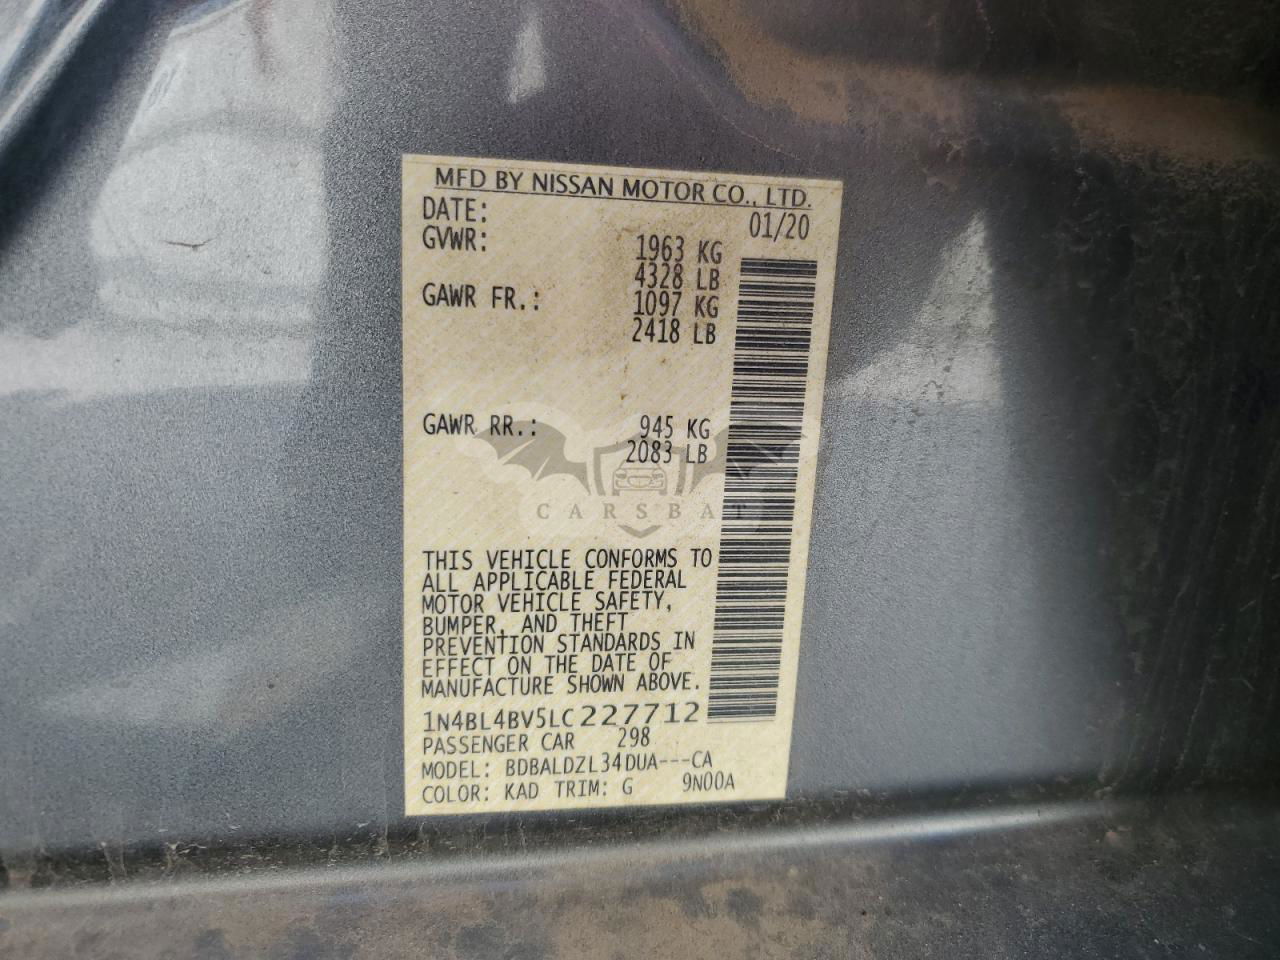 MFD BY NISSAN MOTOR CO., LTD.
DATE: 01/20
GVWR: 1963 KG
4328 LB
GAWR FR.: 1097 KG
2418 LB
GAWR RR.: 945 KG
2083 LB
CARSBAT
THIS VEHICLE CONFORMS TO
ALL APPLICABLE FEDERAL
MOTOR VEHICLE SAFETY,
BUMPER, AND THEFT
PREVENTION STANDARDS IN
EFFECT ON THE DATE OF
MANUFACTURE SHOWN ABOVE.
1N4BL4BV5LC227712
PASSENGER CAR 298
MODEL: BDBALDZL34DUA---CA
COLOR: KAD TRIM: G 9N00A